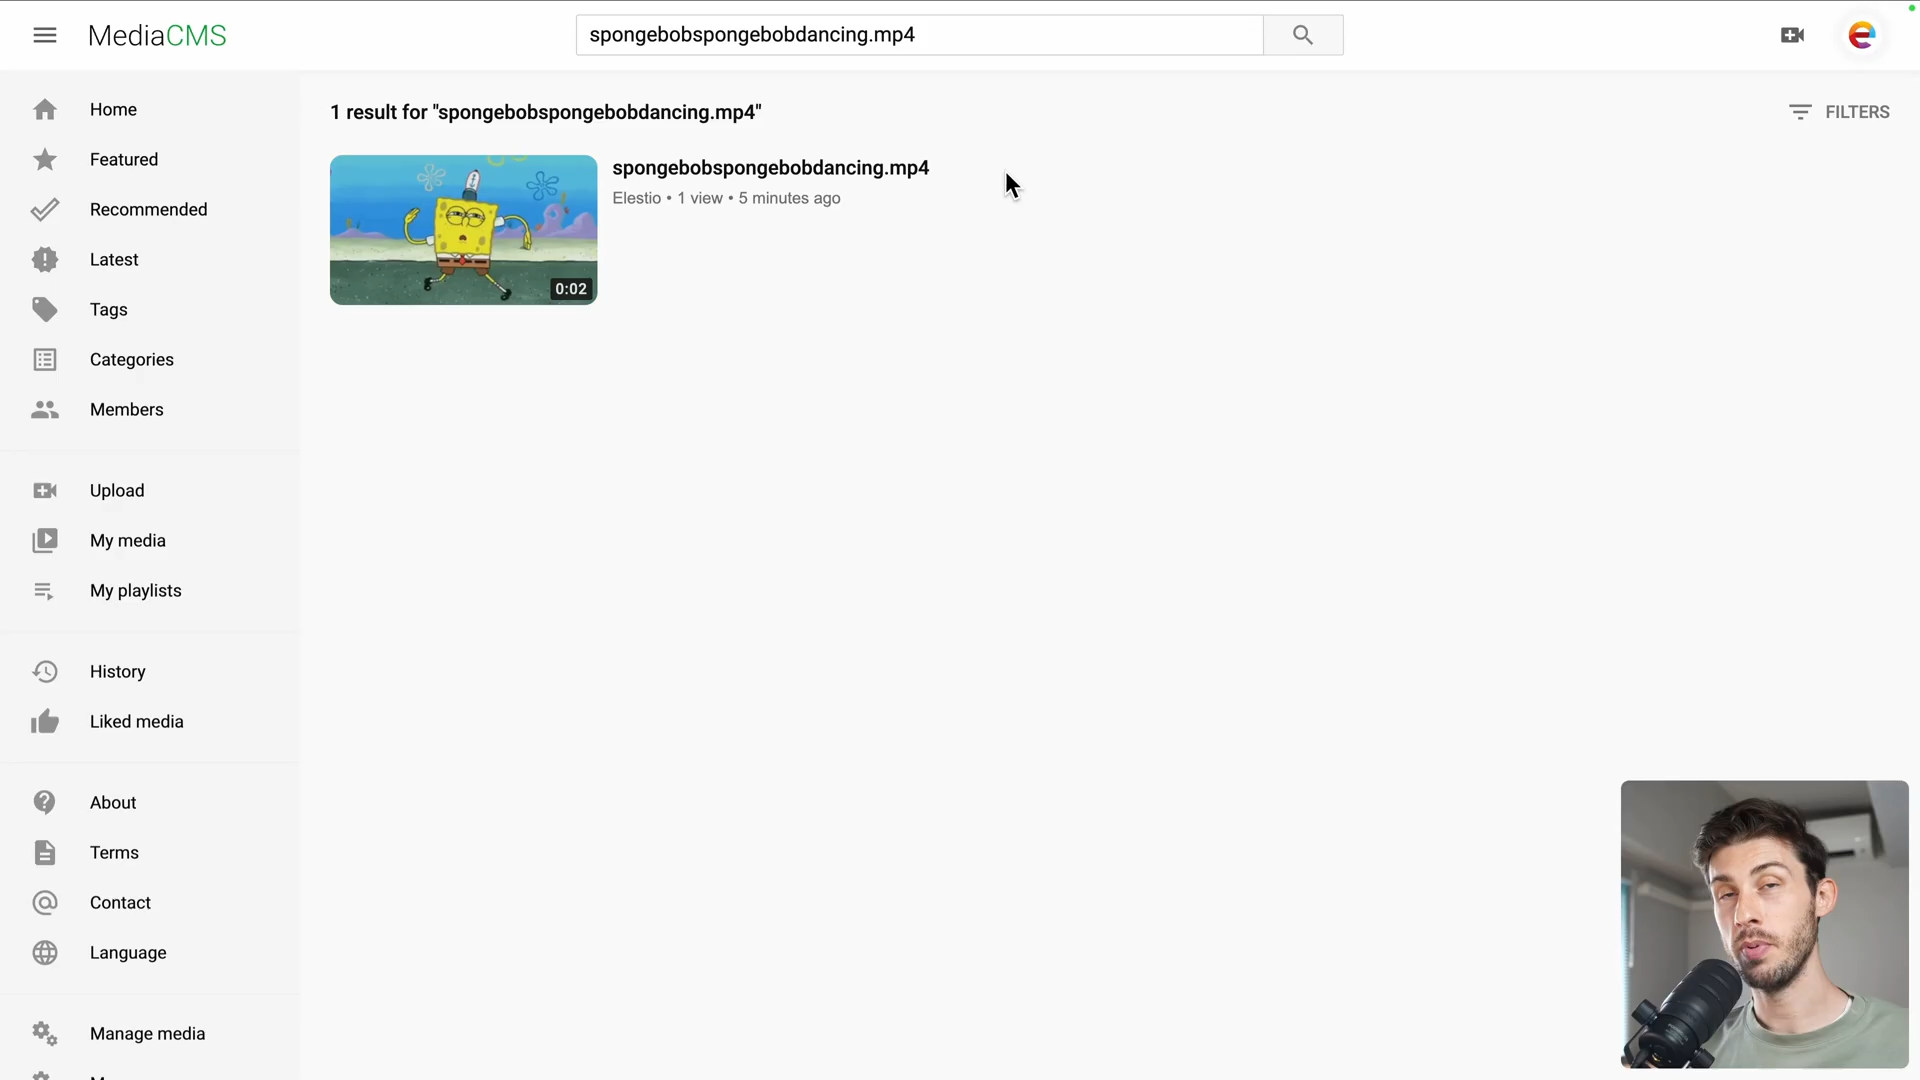 MediaCMS
spongebobspongebobdancing.mp4
Home
Featured
Recommended
Latest
Tags
Categories
Members
Upload
My media
My playlists
History
Liked media
About
Terms
Contact
Language
Manage media
1 result for "spongebobspongebobdancing.mp4"
FILTERS
0:02
spongebobspongebobdancing.mp4
Elestio • 1 view • 5 minutes ago